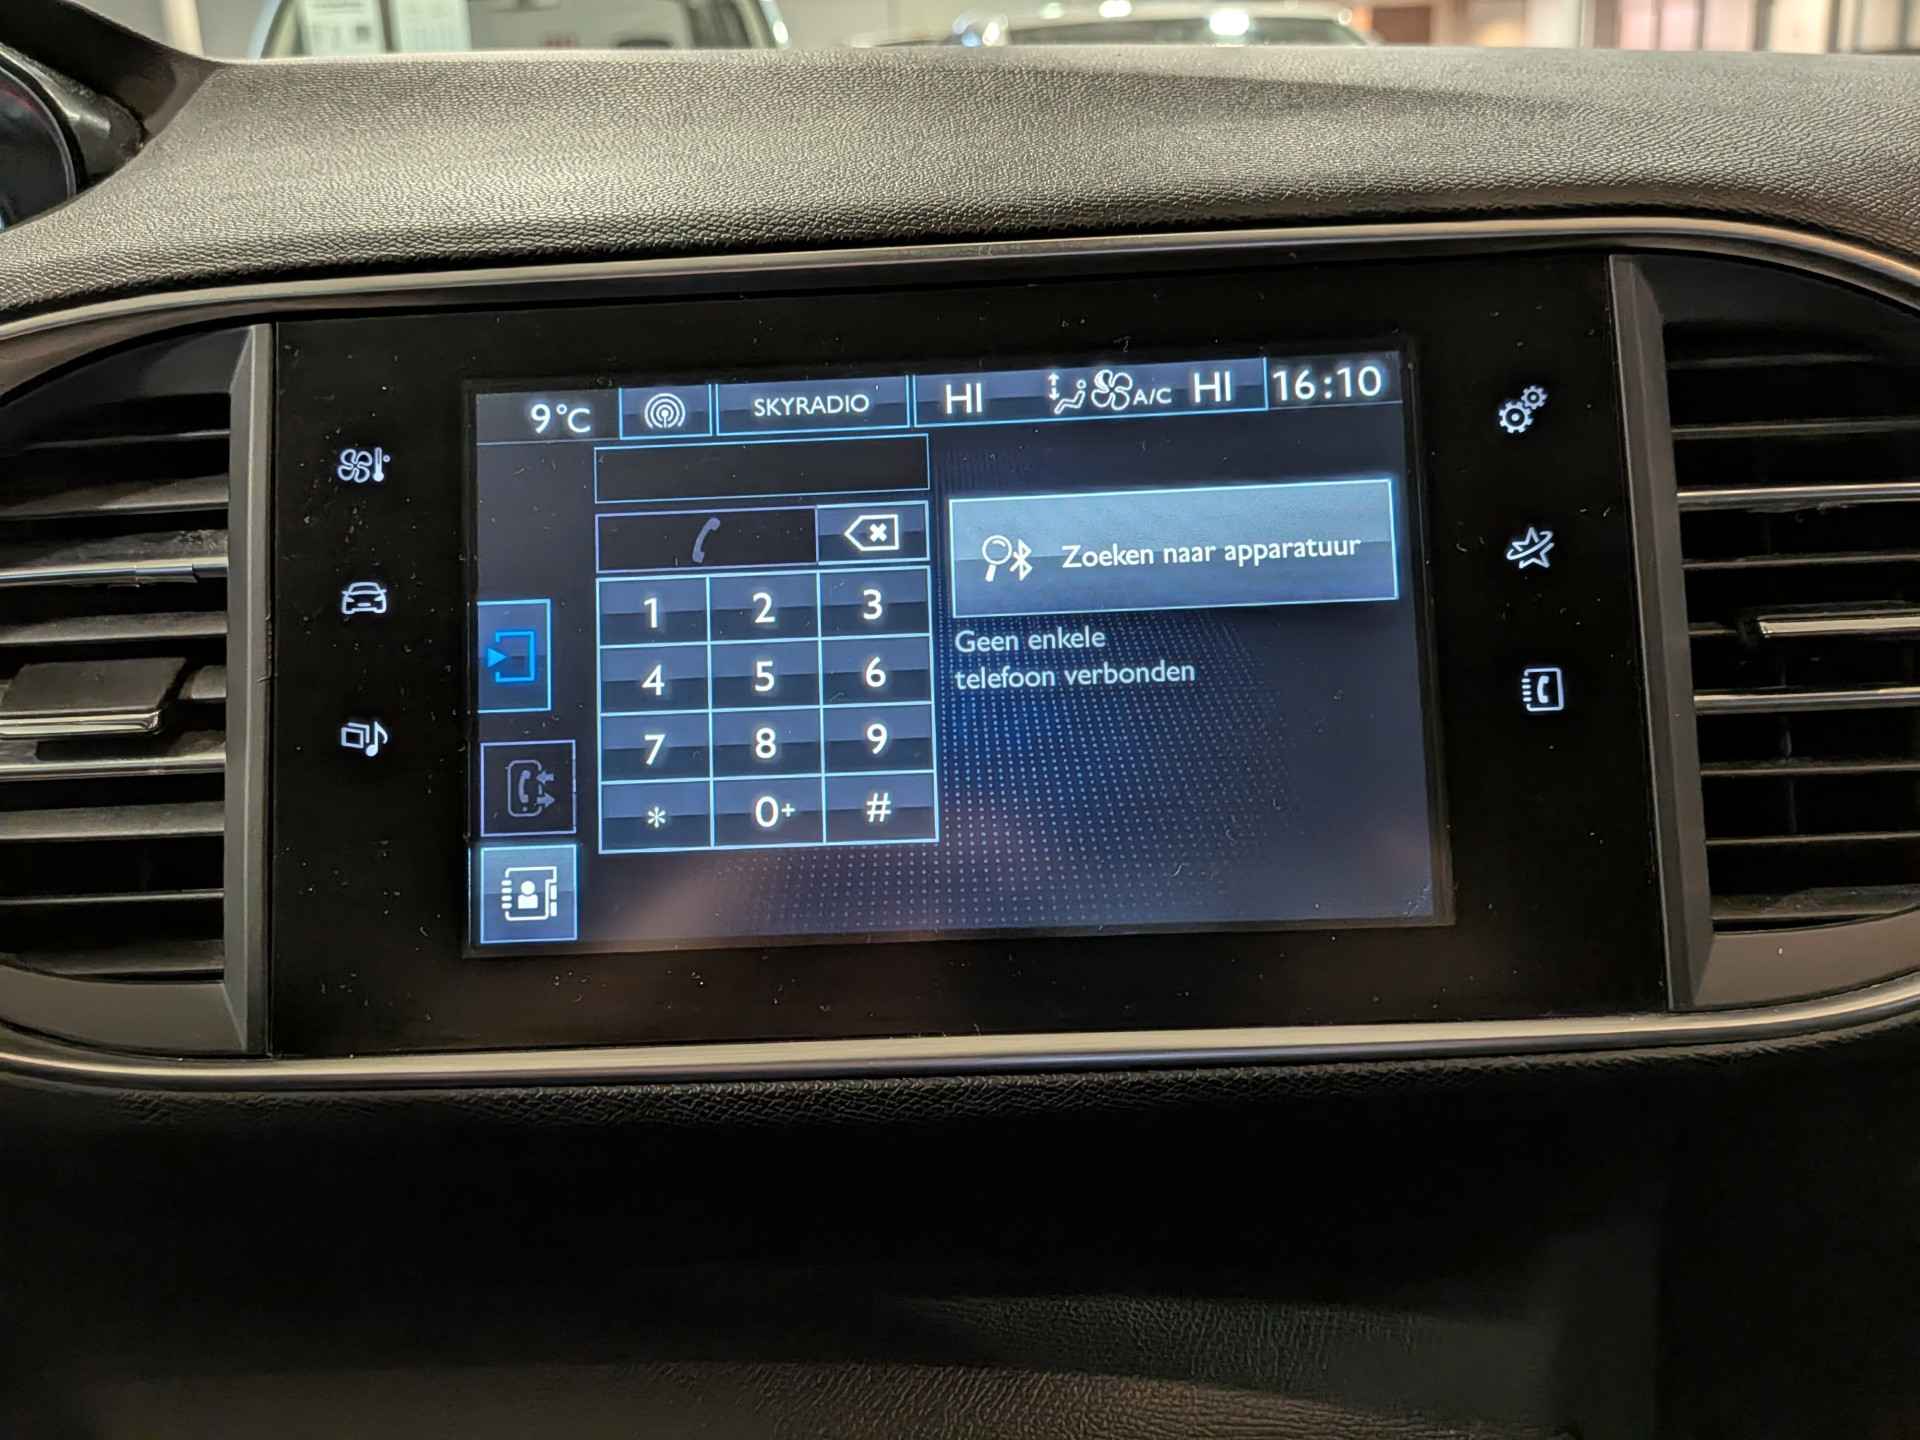 9°C SKYRADIO HI A/C HI 16:10
Zoeken naar apparatuur
Geen enkele
telefoon verbonden
1 2 3
4 5 6
7 8 9
* 0+ #